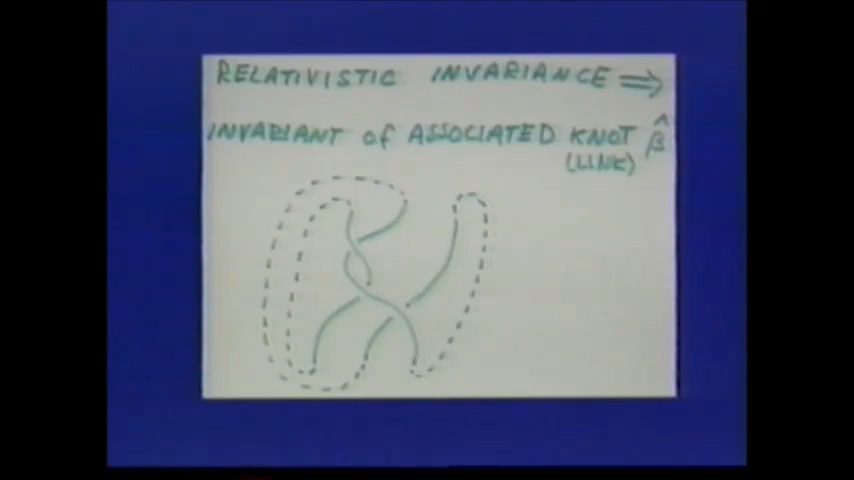 RELATIVISTIC INVARIANCE ⟹
INVARIANT of ASSOCIATED KNOT β̂
(LINK)